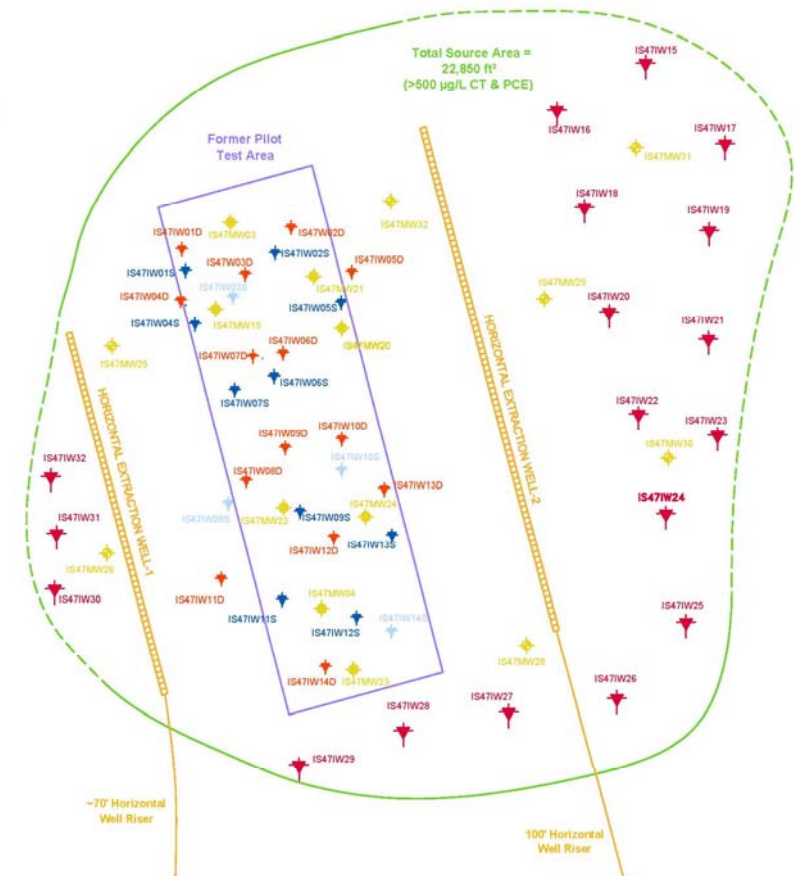 IS47IW15
Total Source Area =
22,850 ft²
(>500 µg/L CT & PCE)
IS47IW16
IS47IW17
Former Pilot
Test Area
IS47MW31
IS47IW18
IS47MW32
IS47IW19
IS47IW01D
IS47MW03
IS47IW02D
IS47IW02S
IS47IW03D
IS47IW05D
IS47IW01S
IS47IW03S
IS47MW21
IS47MW29
IS47IW04D
IS47IW05S
IS47IW20
IS47IW04S
IS47MW19
IS47MW20
IS47IW21
IS47MW25
IS47IW07D
IS47IW06D
IS47IW06S
IS47IW07S
HORIZONTAL EXTRACTION WELL-1
HORIZONTAL EXTRACTION WELL-2
IS47IW22
IS47IW23
IS47IW10D
IS47IW09D
IS47IW10S
IS47MW30
IS47IW32
IS47IW08D
IS47IW13D
IS47IW24
IS47IW08S
IS47MW22
IS47IW09S
IS47MW24
IS47IW31
IS47IW12D
IS47IW13S
IS47MW26
IS47IW30
IS47IW11D
IS47MW04
IS47IW25
IS47IW11S
IS47IW12S
IS47IW14S
IS47MW28
IS47IW14D
IS47MW23
IS47IW26
IS47IW27
IS47IW28
IS47IW29
~70' Horizontal
Well Riser
100' Horizontal
Well Riser